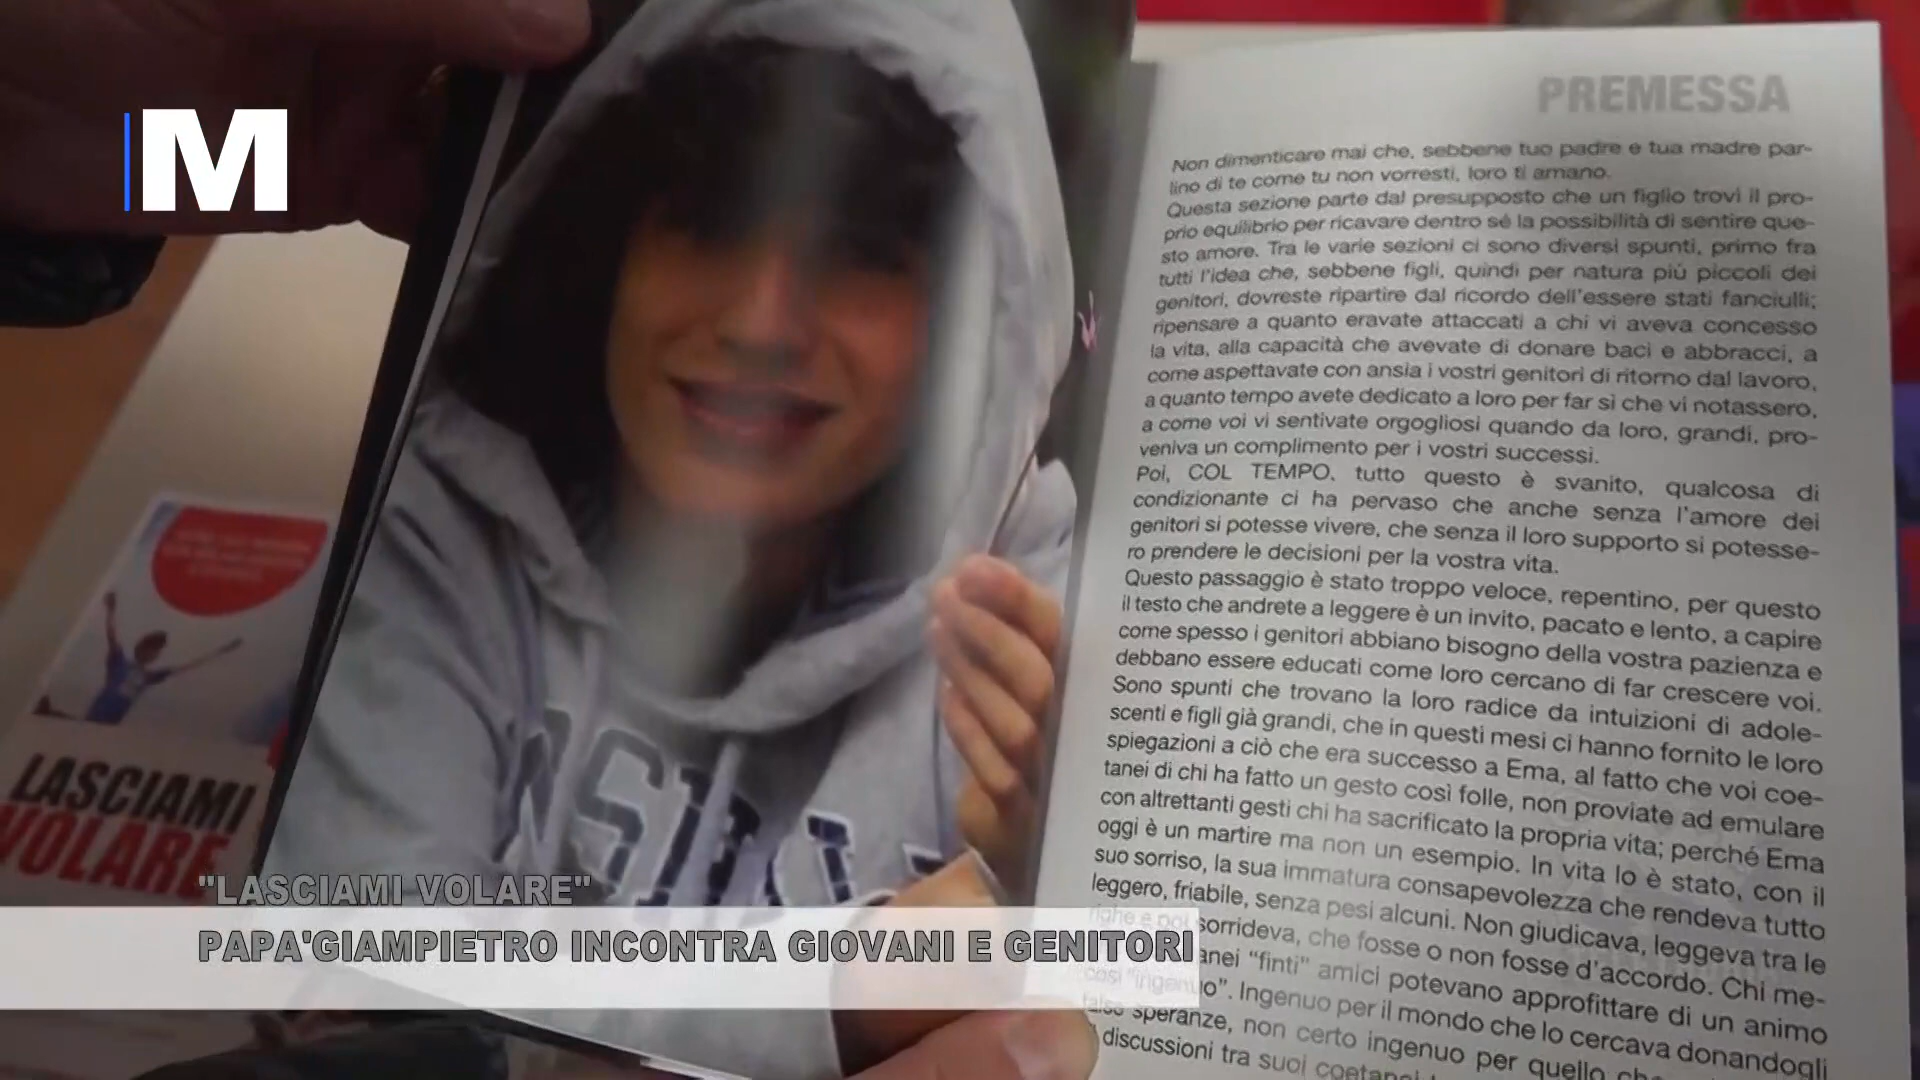 M
PREMESSA
Non dimenticare mai che, sebbene tuo padre e tua madre par-
lino di te come tu non vorresti, loro ti amano.
Questa sezione parte dal presupposto che un figlio trovi il pro-
prio equilibrio per ricavare dentro sé la possibilità di sentire que-
sto amore. Tra le varie sezioni ci sono diversi spunti, primo fra
tutti l'idea che, sebbene figli, quindi per natura più piccoli dei
genitori, dovreste ripartire dal ricordo dell'essere stati fanciulli;
ripensare a quanto eravate attaccati a chi vi aveva concesso
la vita, alla capacità che avevate di donare baci e abbracci, a
come aspettavate con ansia i vostri genitori di ritorno dal lavoro,
a quanto tempo avete dedicato a loro per far sì che vi notassero,
a come voi vi sentivate orgogliosi quando da loro, grandi, pro-
veniva un complimento per i vostri successi.
Poi, COL TEMPO, tutto questo è svanito, qualcosa di
condizionante ci ha pervaso che anche senza l'amore dei
genitori si potesse vivere, che senza il loro supporto si potesse-
ro prendere le decisioni per la vostra vita.
Questo passaggio è stato troppo veloce, repentino, per questo
il testo che andrete a leggere è un invito, pacato e lento, a capire
come spesso i genitori abbiano bisogno della vostra pazienza e
debbano essere educati come loro cercano di far crescere voi.
Sono spunti che trovano la loro radice da intuizioni di adole-
scenti e figli già grandi, che in questi mesi ci hanno fornito le loro
spiegazioni a ciò che era successo a Ema, al fatto che voi coe-
tanei di chi ha fatto un gesto così folle, non proviate ad emulare
con altrettanti gesti chi ha sacrificato la propria vita; perché Ema
oggi è un martire ma non un esempio. In vita lo è stato, con il
suo sorriso, la sua immatura consapevolezza che rendeva tutto
leggero, friabile, senza pesi alcuni. Non giudicava, leggeva tra le
righe e poi sorrideva, che fosse o non fosse d'accordo. Chi me-
anei "finti" amici potevano approfittare di un animo
così "ingenuo". Ingenuo per il mondo che lo cercava donandogli
false speranze, non certo ingenuo per quello
discussioni tra suoi coetanei
LASCIAMI
VOLARE
"LASCIAMI VOLARE"
PAPA'GIAMPIETRO INCONTRA GIOVANI E GENITORI